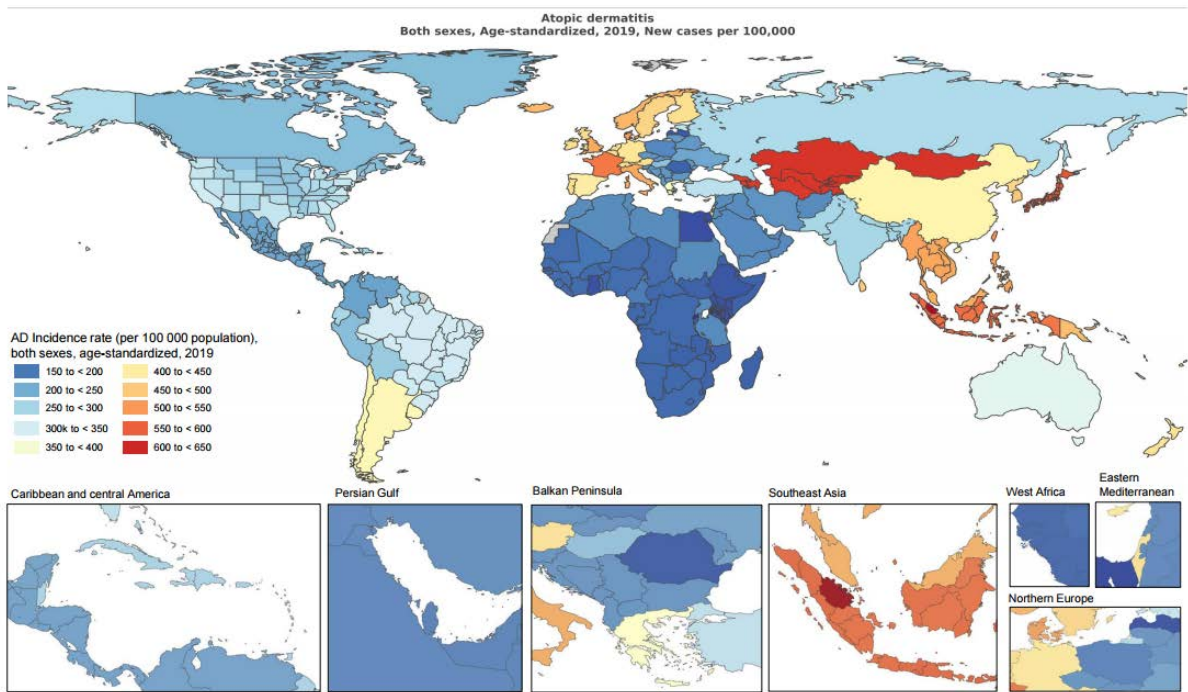 Atopic dermatitis
Both sexes, Age-standardized, 2019, New cases per 100,000
AD Incidence rate (per 100 000 population),
both sexes, age-standardized, 2019
150 to < 200
200 to < 250
250 to < 300
300k to < 350
350 to < 400
400 to < 450
450 to < 500
500 to < 550
550 to < 600
600 to < 650
Caribbean and central America
Persian Gulf
Balkan Peninsula
Southeast Asia
West Africa
Eastern
Mediterranean
Northern Europe